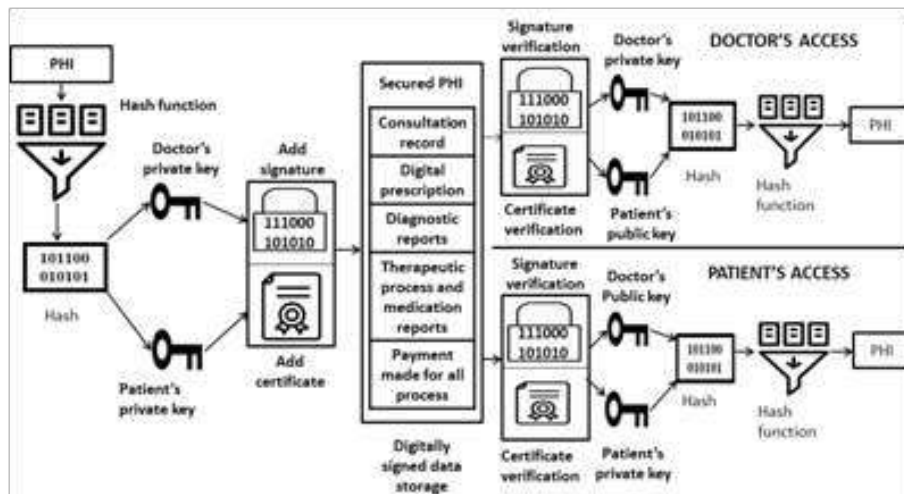 PHI
Hash function
Doctor's
private key
101100
010101
Hash
Patient's
private key
Add
signature
111000
101010
Add
certificate
Secured PHI
Consultation
record
Digital
prescription
Diagnostic
reports
Therapeutic
process and
medication
reports
Payment
made for all
process
Digitally
signed data
storage
DOCTOR'S ACCESS
Signature
verification
111000
101010
Certificate
verification
Doctor's
private key
Patient's
public key
101100
010101
Hash
Hash
function
PHI
PATIENT'S ACCESS
Signature
verification
111000
101010
Certificate
verification
Doctor's
Public key
Patient's
private key
101100
010101
Hash
Hash
function
PHI